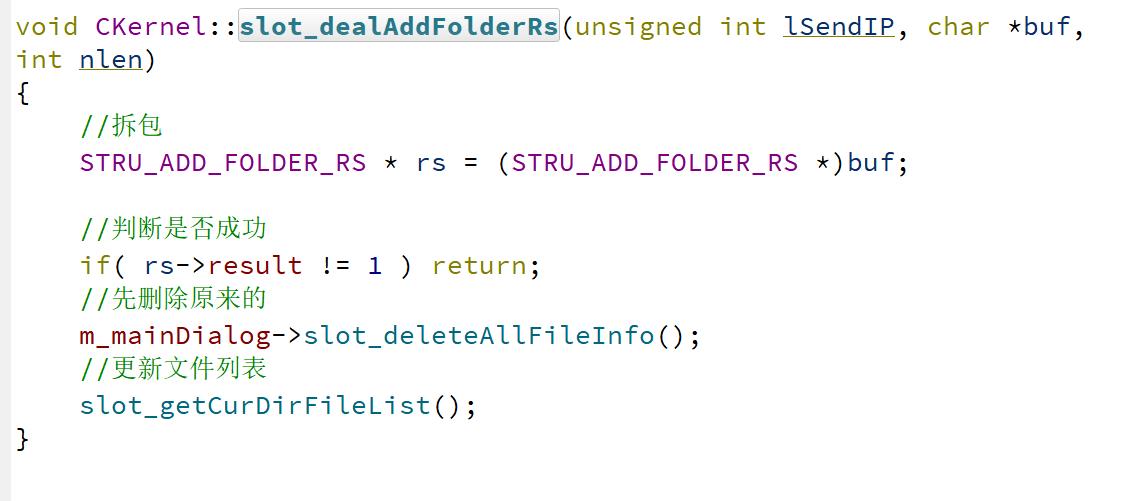 void CKernel::slot_dealAddFolderRs(unsigned int lSendIP, char *buf,
int nlen)
{
    //拆包
    STRU_ADD_FOLDER_RS * rs = (STRU_ADD_FOLDER_RS *)buf;
    //判断是否成功
    if( rs->result != 1 ) return;
    //先删除原来的
    m_mainDialog->slot_deleteAllFileInfo();
    //更新文件列表
    slot_getCurDirFileList();
}